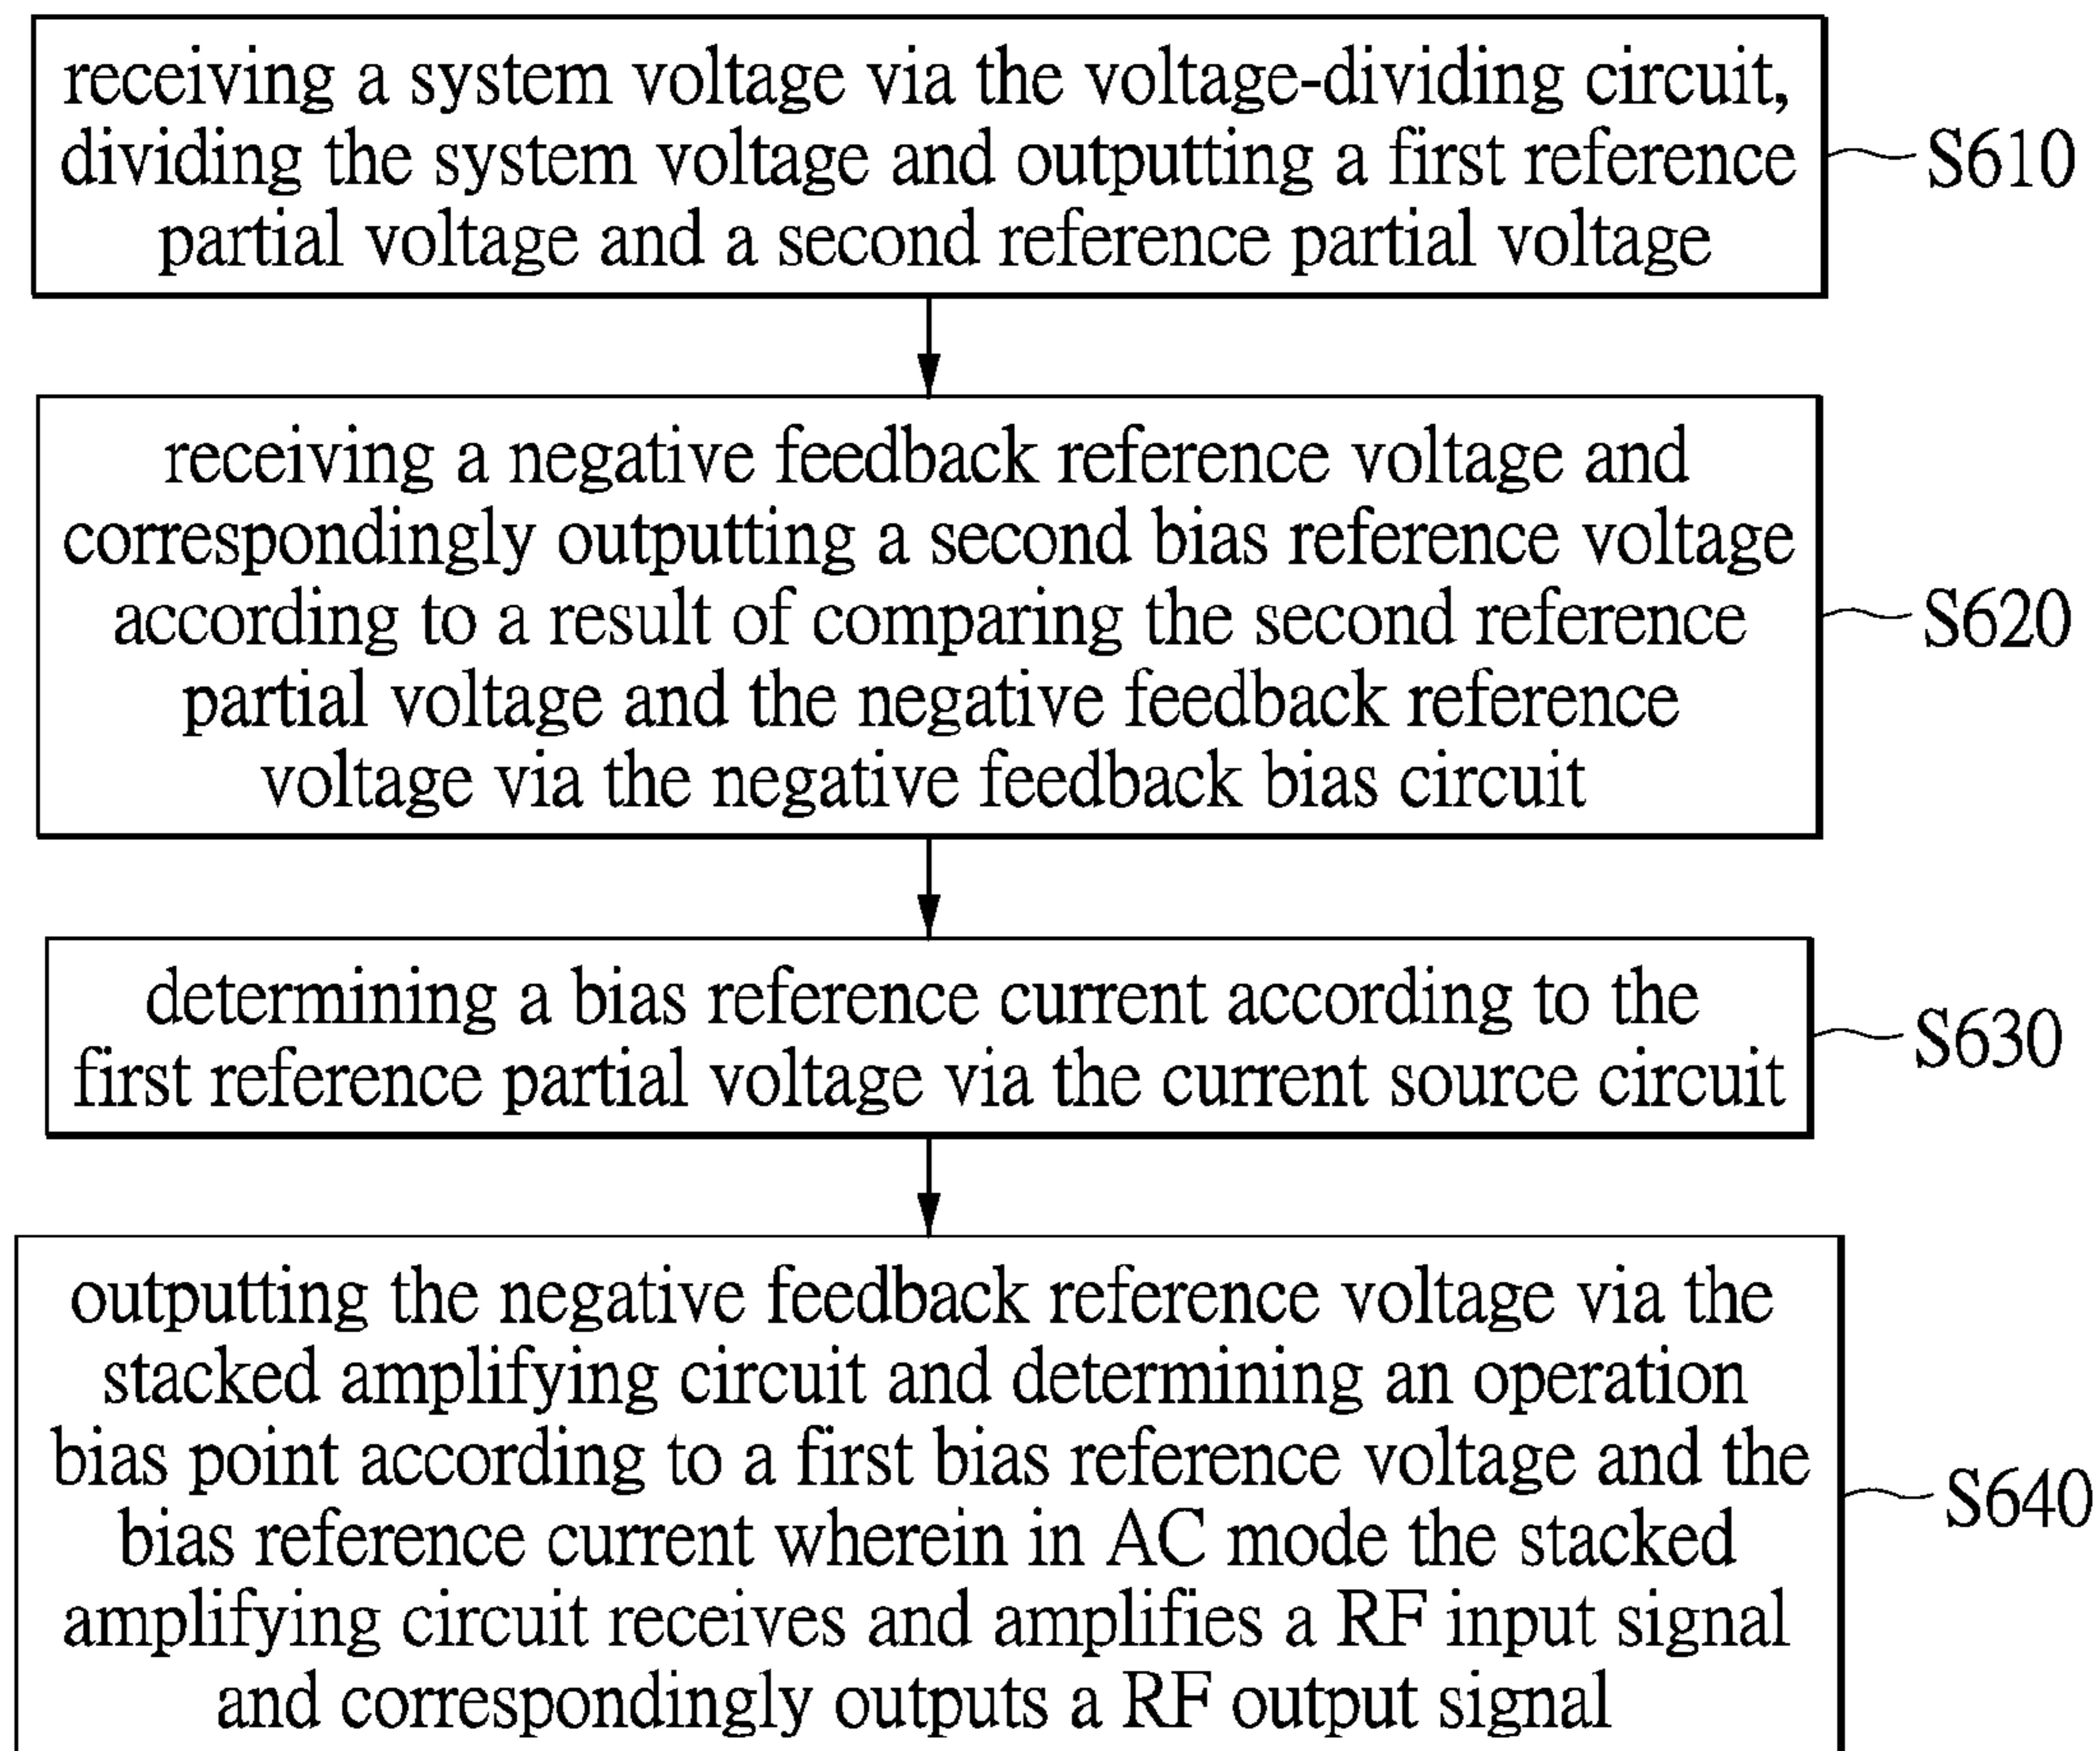 receiving a system voltage via the voltage-dividing circuit,
dividing the system voltage and outputting a first reference
partial voltage and a second reference partial voltage
S610
receiving a negative feedback reference voltage and
correspondingly outputting a second bias reference voltage
according to a result of comparing the second reference
partial voltage and the negative feedback reference
voltage via the negative feedback bias circuit
S620
determining a bias reference current according to the
first reference partial voltage via the current source circuit
S630
outputting the negative feedback reference voltage via the
stacked amplifying circuit and determining an operation
bias point according to a first bias reference voltage and the
bias reference current wherein in AC mode the stacked
amplifying circuit receives and amplifies a RF input signal
and correspondingly outputs a RF output signal
S640